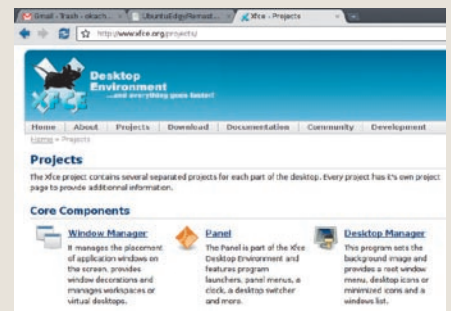 Gmail - Trash - okach...
UbuntuEdgyRemast...
Xfce - Projects
http://www.xfce.org/projects/
XFCE
Desktop
Environment
...and everything goes faster!
Home
About
Projects
Download
Documentation
Community
Development
Home » Projects
Projects
The Xfce project contains several separated projects for each part of the desktop. Every project has it's own project
page to provide additionnal information.
Core Components
Window Manager
It manages the placement
of application windows on
the screen, provides
window decorations and
manages workspaces or
virtual desktops.
Panel
The Panel is part of the Xfce
Desktop Environment and
features program
launchers, panel menus, a
clock, a desktop switcher
and more.
Desktop Manager
This program sets the
background image and
provides a root window
menu, desktop icons or
minimized icons and a
windows list.